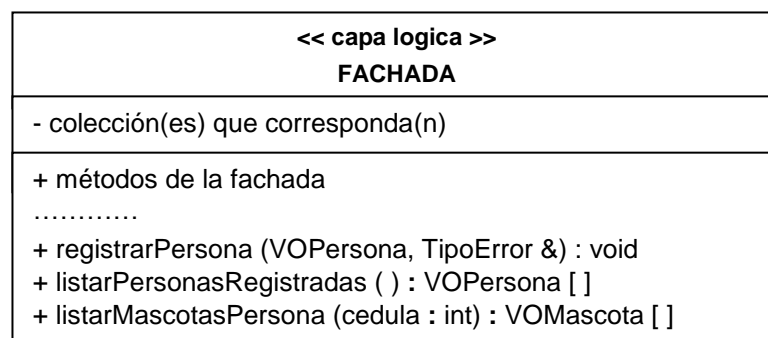 << capa logica >>
FACHADA
- colección(es) que corresponda(n)
+ métodos de la fachada
…………
+ registrarPersona (VOPersona, TipoError &) : void
+ listarPersonasRegistradas ( ) : VOPersona [ ]
+ listarMascotasPersona (cedula : int) : VOMascota [ ]